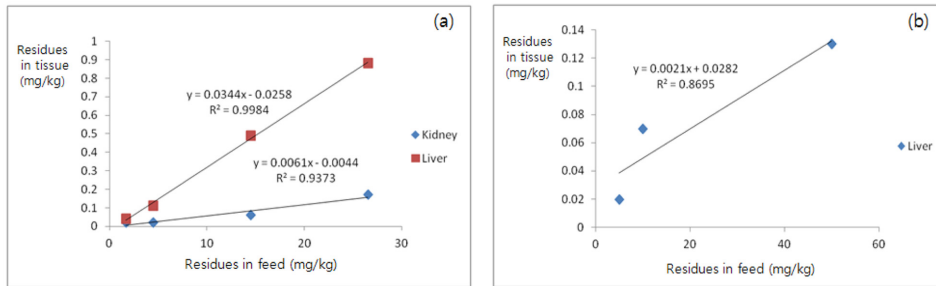 (a)
Residues
in tissue
(mg/kg)
1
0.9
0.8
0.7
0.6
0.5
0.4
0.3
0.2
0.1
0
y = 0.0344x - 0.0258
R² = 0.9984
y = 0.0061x - 0.0044
R² = 0.9373
Kidney
Liver
0 10 20 30
Residues in feed (mg/kg)
(b)
Residues
in tissue
(mg/kg)
0.14
0.12
0.1
0.08
0.06
0.04
0.02
0
y = 0.0021x + 0.0282
R² = 0.8695
Liver
0 20 40 60
Residues in feed (mg/kg)